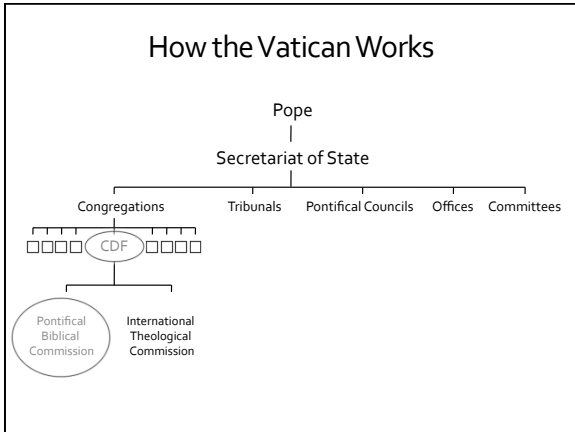 How the Vatican Works
Pope
Secretariat of State
Congregations Tribunals Pontifical Councils Offices Committees
CDF
Pontifical
Biblical
Commission
International
Theological
Commission